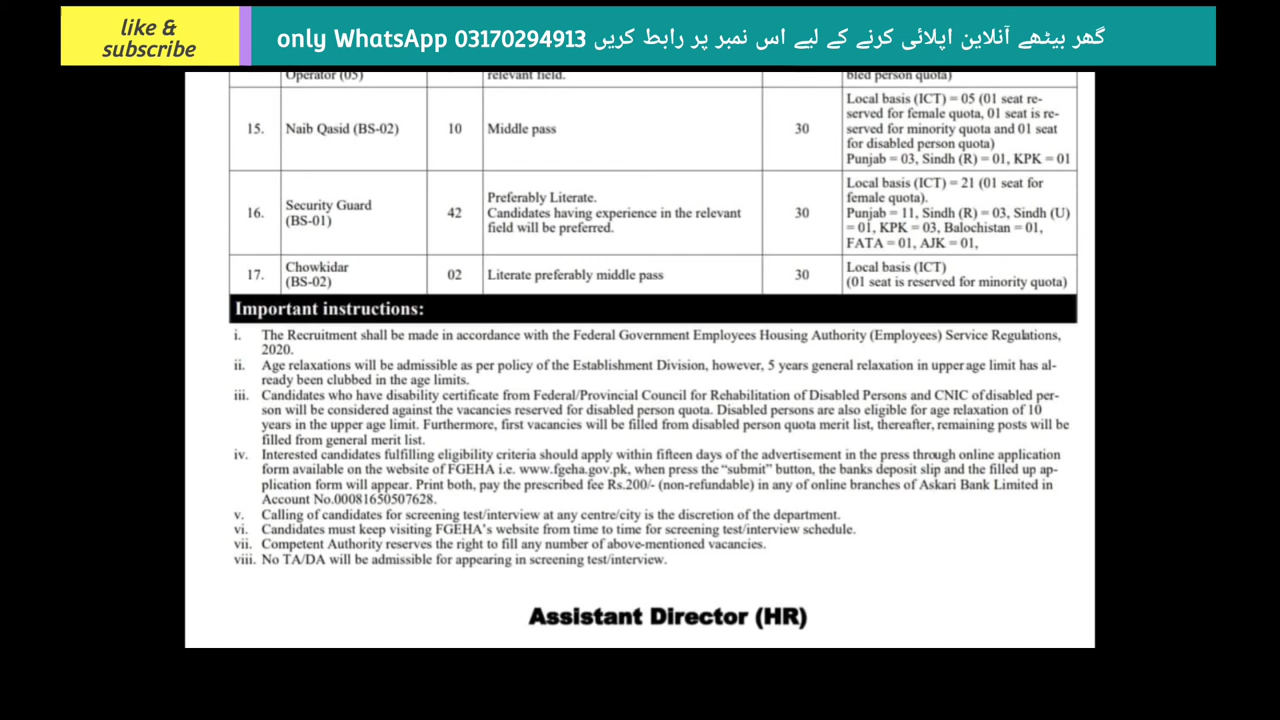 like &
subscribe
گھر بیٹھے آنلاین اپلائی کرنے کے لیے اس نمبر پر رابط کریں only WhatsApp 03170294913
Operator (05) relevant field. bled person quota)
15. Naib Qasid (BS-02) 10 Middle pass 30 Local basis (ICT) = 05 (01 seat re-
served for female quota, 01 seat is re-
served for minority quota and 01 seat
for disabled person quota)
Punjab = 03, Sindh (R) = 01, KPK = 01
16. Security Guard
(BS-01) 42 Preferably Literate.
Candidates having experience in the relevant
field will be preferred. 30 Local basis (ICT) = 21 (01 seat for
female quota).
Punjab = 11, Sindh (R) = 03, Sindh (U)
= 01, KPK = 03, Balochistan = 01,
FATA = 01, AJK = 01,
17. Chowkidar
(BS-02) 02 Literate preferably middle pass 30 Local basis (ICT)
(01 seat is reserved for minority quota)
Important instructions:
i. The Recruitment shall be made in accordance with the Federal Government Employees Housing Authority (Employees) Service Regulations,
2020.
ii. Age relaxations will be admissible as per policy of the Establishment Division, however, 5 years general relaxation in upper age limit has al-
ready been clubbed in the age limits.
iii. Candidates who have disability certificate from Federal/Provincial Council for Rehabilitation of Disabled Persons and CNIC of disabled per-
son will be considered against the vacancies reserved for disabled person quota. Disabled persons are also eligible for age relaxation of 10
years in the upper age limit. Furthermore, first vacancies will be filled from disabled person quota merit list, thereafter, remaining posts will be
filled from general merit list.
iv. Interested candidates fulfilling eligibility criteria should apply within fifteen days of the advertisement in the press through online application
form available on the website of FGEHA i.e. www.fgeha.gov.pk, when press the "submit" button, the banks deposit slip and the filled up ap-
plication form will appear. Print both, pay the prescribed fee Rs.200/- (non-refundable) in any of online branches of Askari Bank Limited in
Account No.00081650507628.
v. Calling of candidates for screening test/interview at any centre/city is the discretion of the department.
vi. Candidates must keep visiting FGEHA's website from time to time for screening test/interview schedule.
vii. Competent Authority reserves the right to fill any number of above-mentioned vacancies.
viii. No TA/DA will be admissible for appearing in screening test/interview.
Assistant Director (HR)